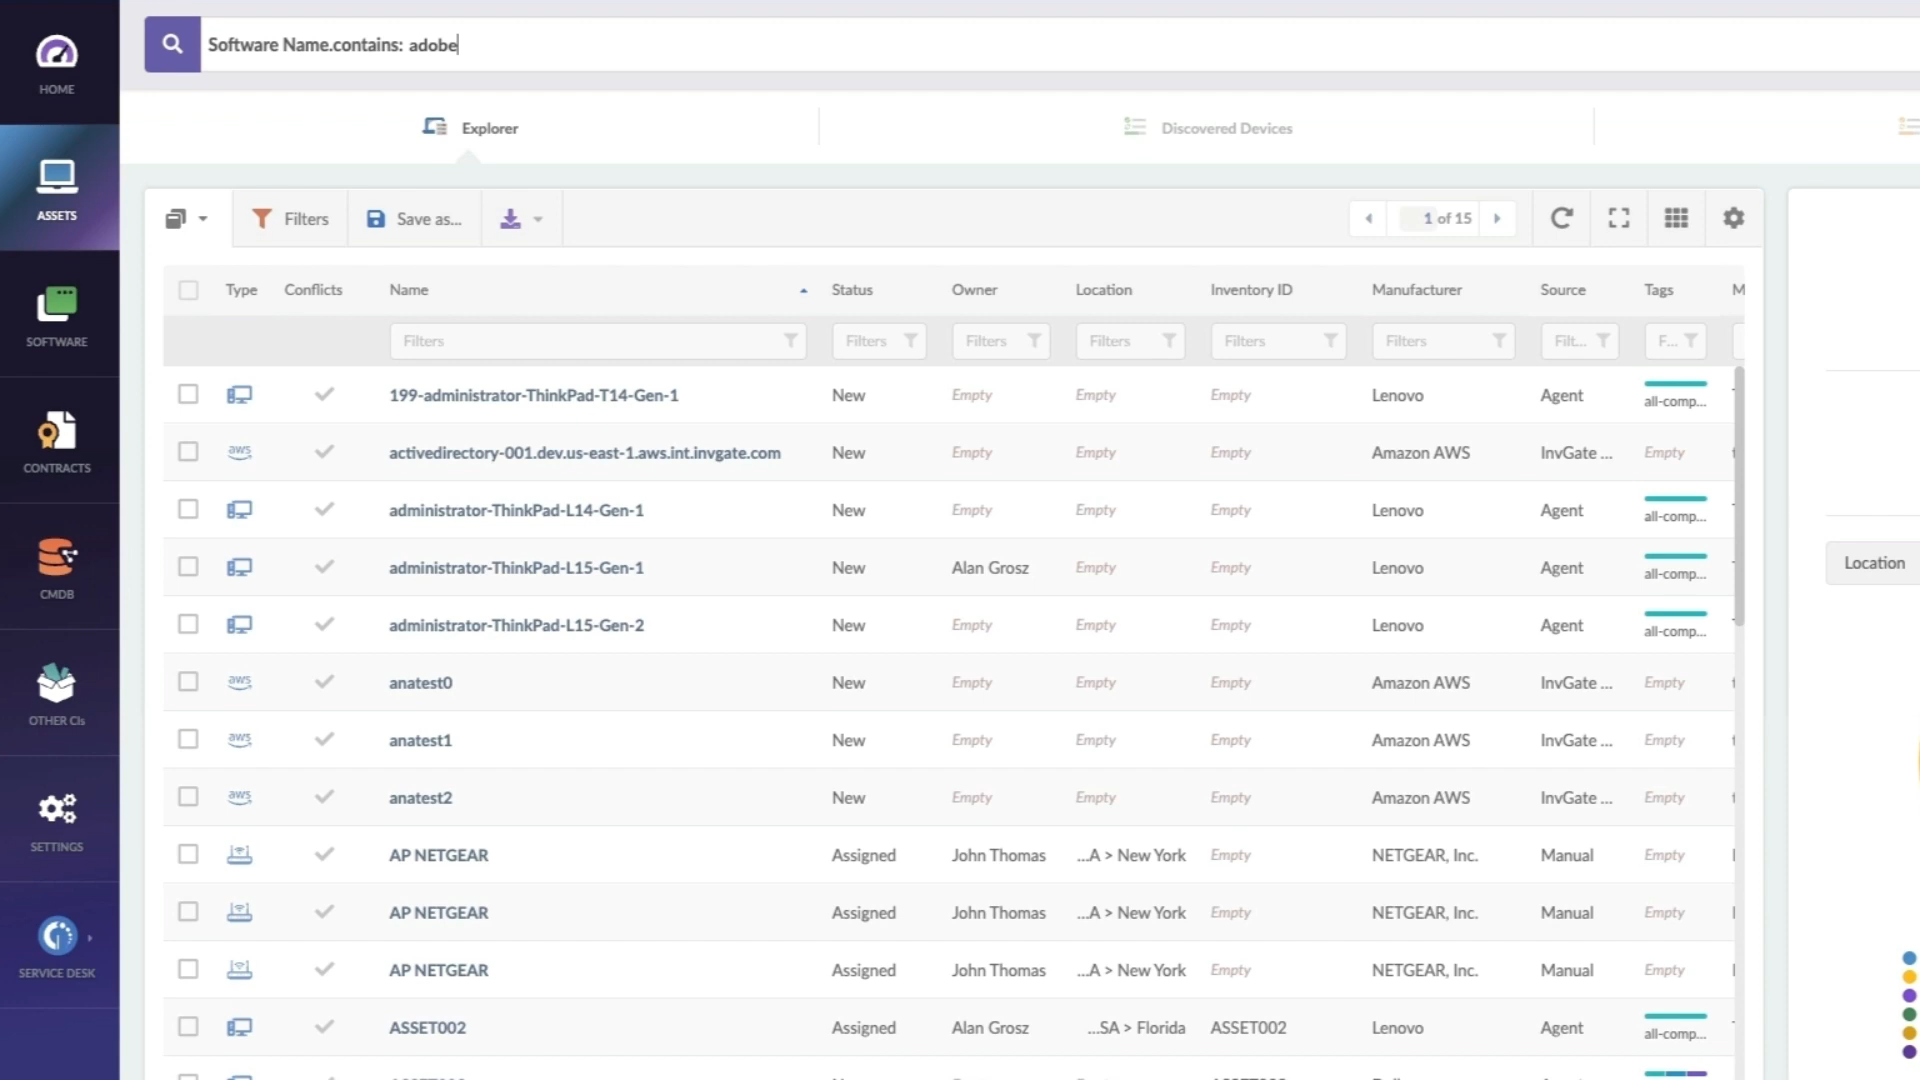 Software Name.contains: adobe
HOME
ASSETS
SOFTWARE
CONTRACTS
CMDB
OTHER CIs
SETTINGS
SERVICE DESK
Explorer
Discovered Devices
Filters
Save as...
1 of 15
Type Conflicts Name Status Owner Location Inventory ID Manufacturer Source Tags M
Filters Filters Filters Filters Filters Filters Filt... F...
199-administrator-ThinkPad-T14-Gen-1 New Empty Empty Empty Lenovo Agent all-comp...
aws activedirectory-001.dev.us-east-1.aws.int.invgate.com New Empty Empty Empty Amazon AWS InvGate ... Empty
administrator-ThinkPad-L14-Gen-1 New Empty Empty Empty Lenovo Agent all-comp...
administrator-ThinkPad-L15-Gen-1 New Alan Grosz Empty Empty Lenovo Agent all-comp...
administrator-ThinkPad-L15-Gen-2 New Empty Empty Empty Lenovo Agent all-comp...
aws anatest0 New Empty Empty Empty Amazon AWS InvGate ... Empty
aws anatest1 New Empty Empty Empty Amazon AWS InvGate ... Empty
aws anatest2 New Empty Empty Empty Amazon AWS InvGate ... Empty
AP NETGEAR Assigned John Thomas ...A > New York Empty NETGEAR, Inc. Manual Empty
AP NETGEAR Assigned John Thomas ...A > New York Empty NETGEAR, Inc. Manual Empty
AP NETGEAR Assigned John Thomas ...A > New York Empty NETGEAR, Inc. Manual Empty
ASSET002 Assigned Alan Grosz ...SA > Florida ASSET002 Lenovo Agent all-comp...
Location